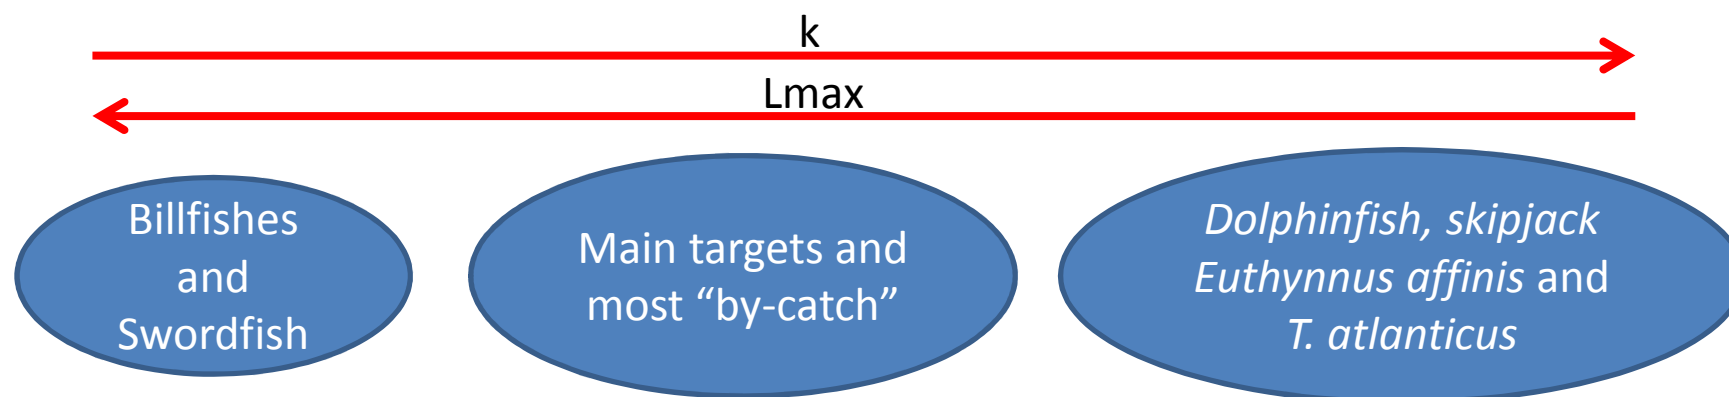 k
Lmax
Billfishes
and
Swordfish
Main targets and
most “by-catch”
Dolphinfish, skipjack
Euthynnus affinis and
T. atlanticus